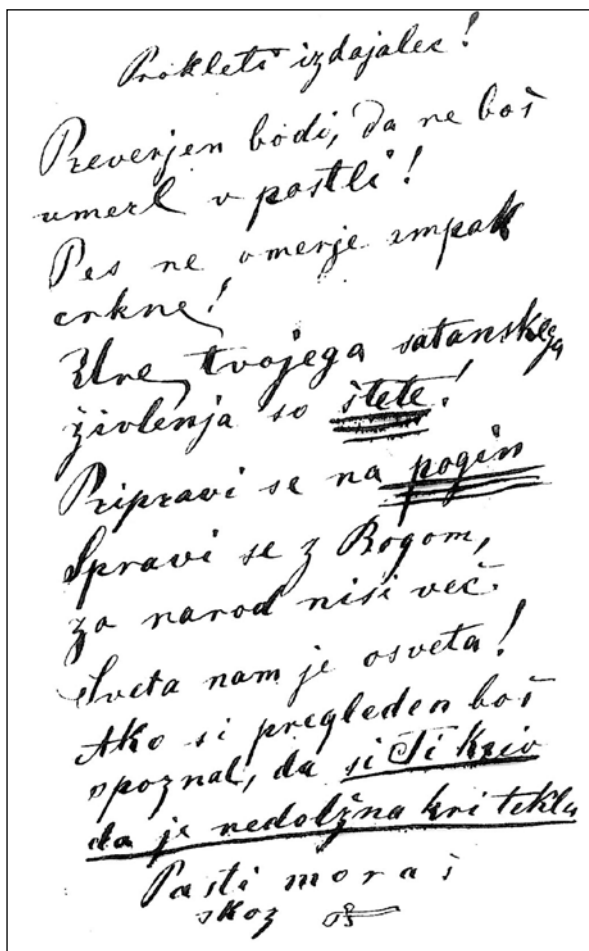 Prokleti izdajalec!
Preverjen bodi, da ne boš
umerl v postli!
Pes ne vmerje ampak
crkne!
Ure tvojega satanskega
živlenja so štete!
Pripravi se na pogin
Spravi se z Bogom,
za narod nisi več.
Sveta nam je osveta!
Ako si pregleden boš
spoznal, da si Ti kriv
da je nedolžna kri tekla
Pasti moraš
skoz